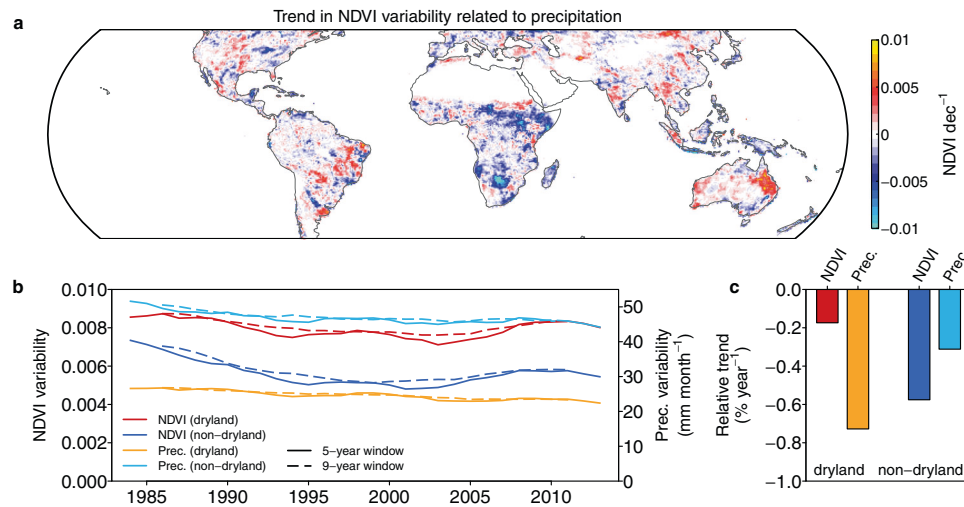 Trend in NDVI variability related to precipitation
a
0.01
0.005
0
−0.005
−0.01
NDVI dec−1
b
0.010
0.008
0.006
0.004
0.002
0.000
NDVI variability
NDVI (dryland)
NDVI (non−dryland)
Prec. (dryland)
Prec. (non−dryland)
5−year window
9−year window
1985 1990 1995 2000 2005 2010
50
40
30
20
10
0
Prec. variability
(mm month−1)
c
NDVI
Prec.
NDVI
Prec
0.0
−0.2
−0.4
−0.6
−0.8
−1.0
Relative trend
(% year−1)
dryland non−dryland